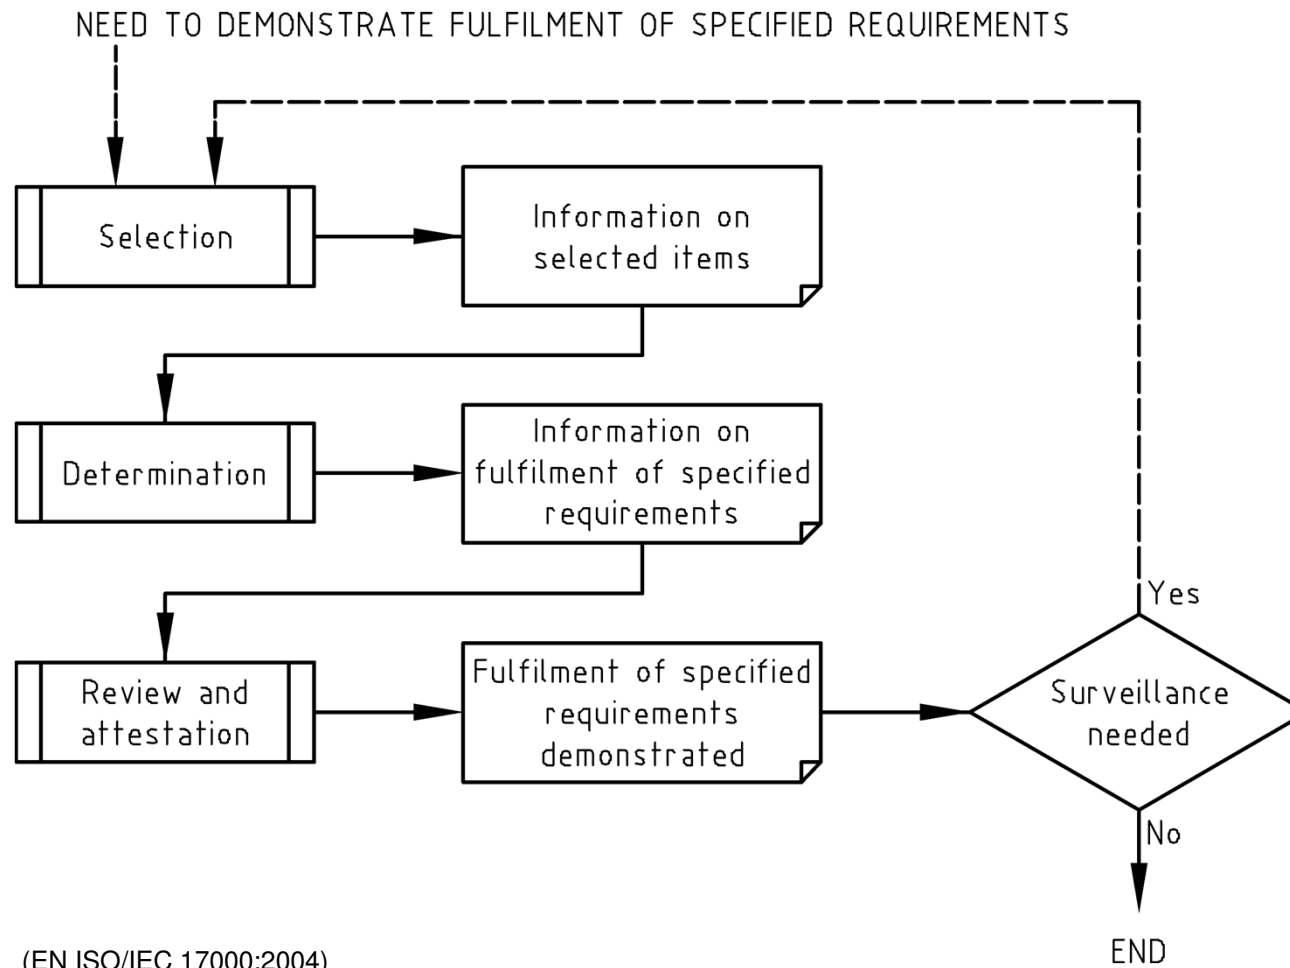 NEED TO DEMONSTRATE FULFILMENT OF SPECIFIED REQUIREMENTS
Selection
Information on
selected items
Determination
Information on
fulfilment of specified
requirements
Review and
attestation
Fulfilment of specified
requirements
demonstrated
Yes
Surveillance
needed
No
END
(EN ISO/IEC 17000:2004)